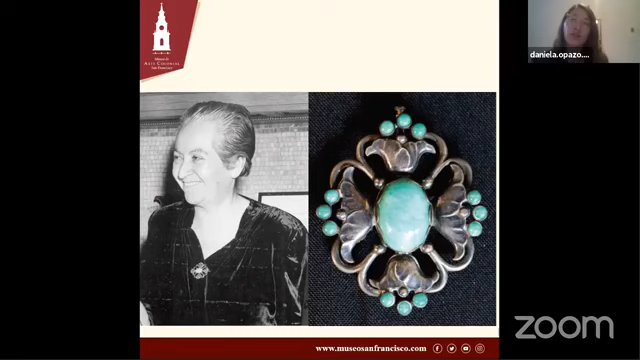 Museo de
ARTE COLONIAL
SAN FRANCISCO
daniela.opazo....
www.museosanfrancisco.com
zoom